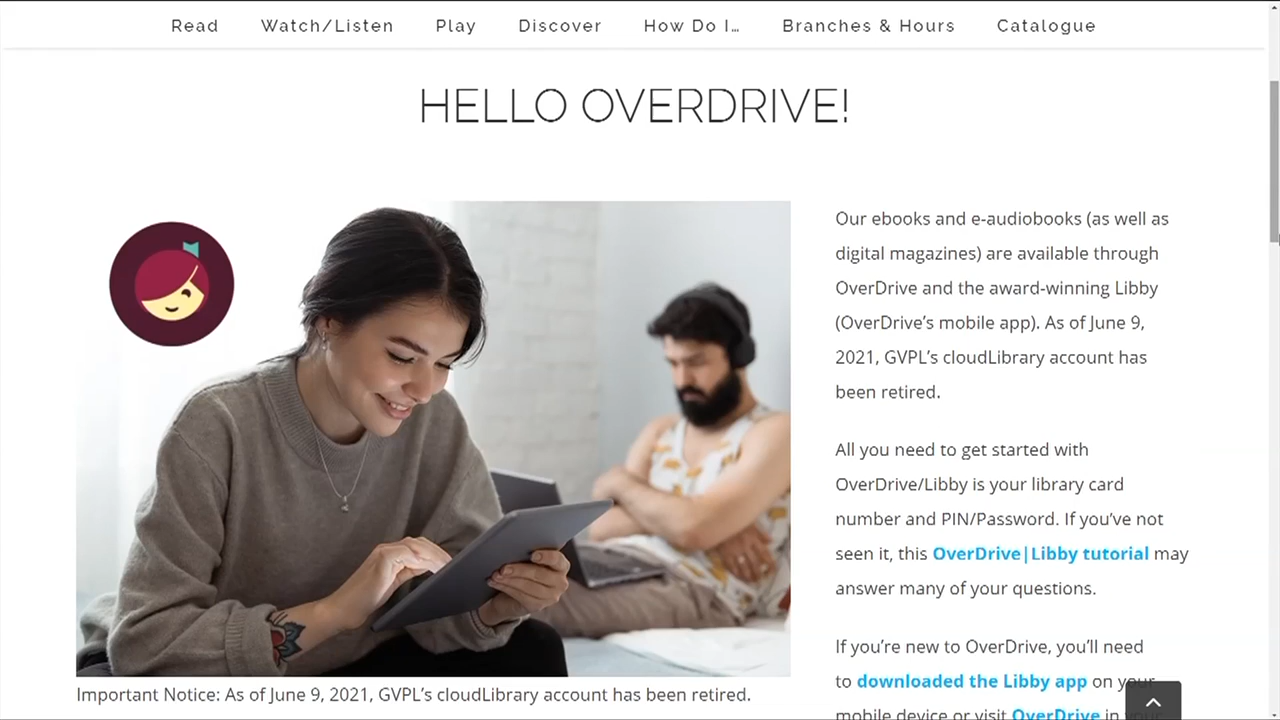 Read Watch/Listen Play Discover How Do I... Branches & Hours Catalogue
HELLO OVERDRIVE!
Our ebooks and e-audiobooks (as well as
digital magazines) are available through
OverDrive and the award-winning Libby
(OverDrive’s mobile app). As of June 9,
2021, GVPL’s cloudLibrary account has
been retired.
All you need to get started with
OverDrive/Libby is your library card
number and PIN/Password. If you’ve not
seen it, this OverDrive|Libby tutorial may
answer many of your questions.
If you’re new to OverDrive, you’ll need
to downloaded the Libby app on your
mobile device or visit OverDrive in your
Important Notice: As of June 9, 2021, GVPL’s cloudLibrary account has been retired.